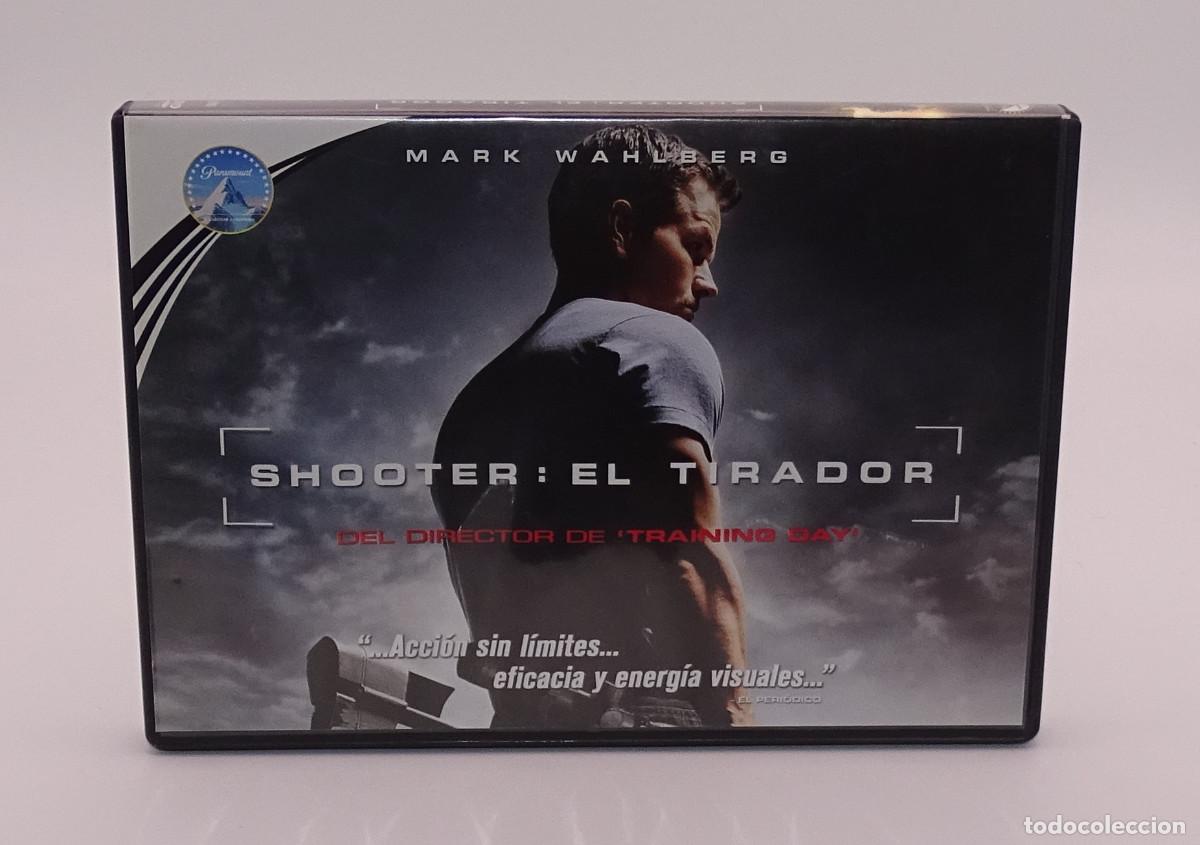 Paramount
MARK WAHLBERG
SHOOTER : EL TIRADOR
DEL DIRECTOR DE 'TRAINING DAY'
“...Acción sin límites...
eficacia y energía visuales...”
- EL PERIÓDICO
todocoleccion